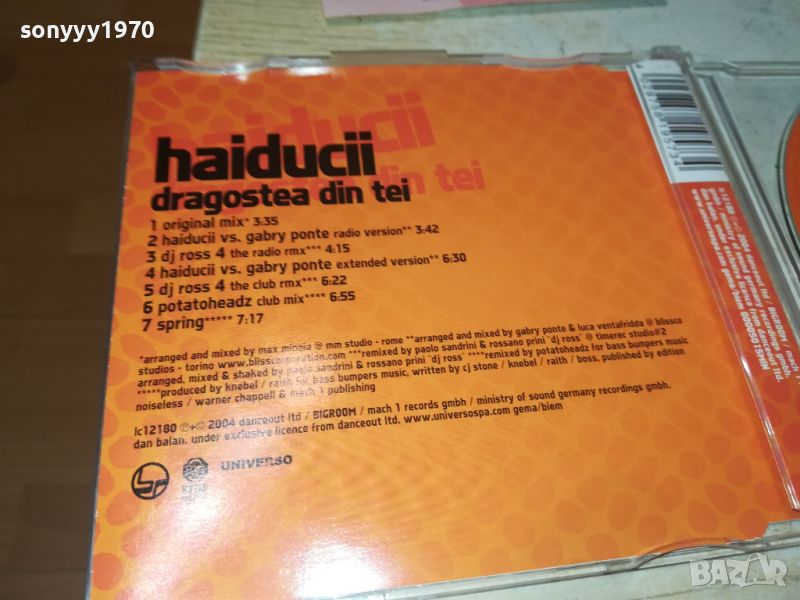 sonyyy1970
haiducii
dragostea din tei
1 original mix* 3:35
2 haiducii vs. gabry ponte radio version** 3:42
3 dj ross 4 the radio rmx*** 4:15
4 haiducii vs. gabry ponte extended version** 6:30
5 dj ross 4 the club rmx*** 6:22
6 potatoheadz club mix**** 6:55
7 spring***** 7:17
*arranged and mixed by max minoia @ mm studio - rome **arranged and mixed by gabry ponte & luca ventafridda @ blissco
studios - torino www.blisscorporation.com ***remixed by paolo sandrini & rossano prini "dj ross" @ timerec studio#2
arranged, mixed & shaked by paolo sandrini & rossano prini "dj ross" ****remixed by potatoheadz for bass bumpers music
*****produced by knebel / raith for bass bumpers music, written by cj stone / knebel / raith / boss, published by edition
noiseless / warner chappell & mach 1 publishing
lc12180 ℗+© 2004 danceout ltd / BIGROOM / mach 1 records gmbh / ministry of sound germany recordings gmbh.
dan balan. under exclusive licence from danceout ltd. www.universospa.com gema/biem
UNIVERSO
BAZAR